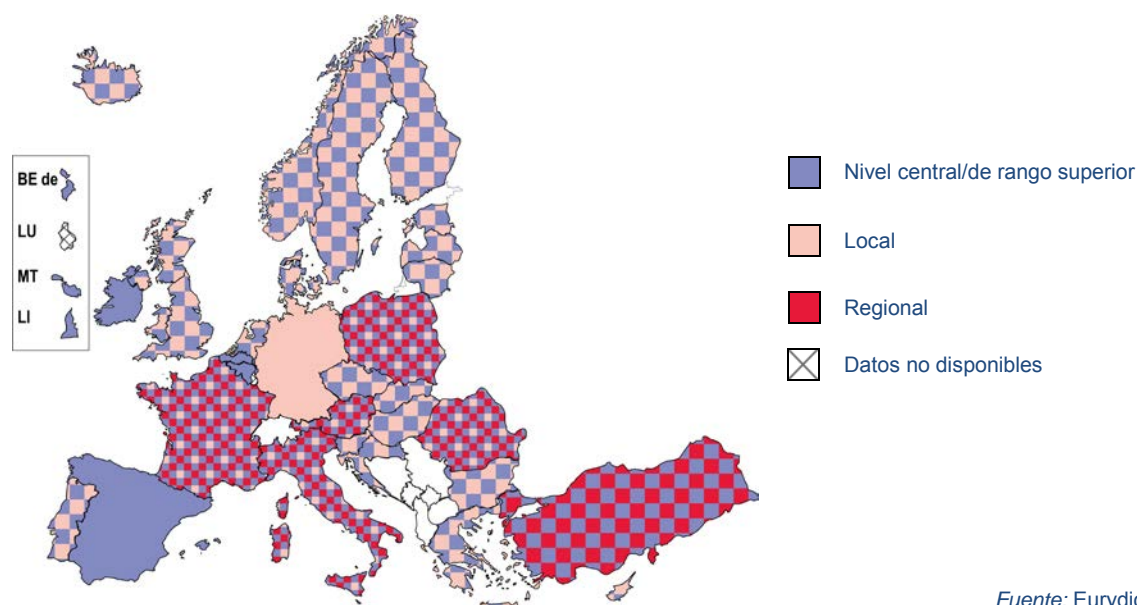 BE de
LU
MT
LI
Nivel central/de rango superior
Local
Regional
Datos no disponibles
Fuente: